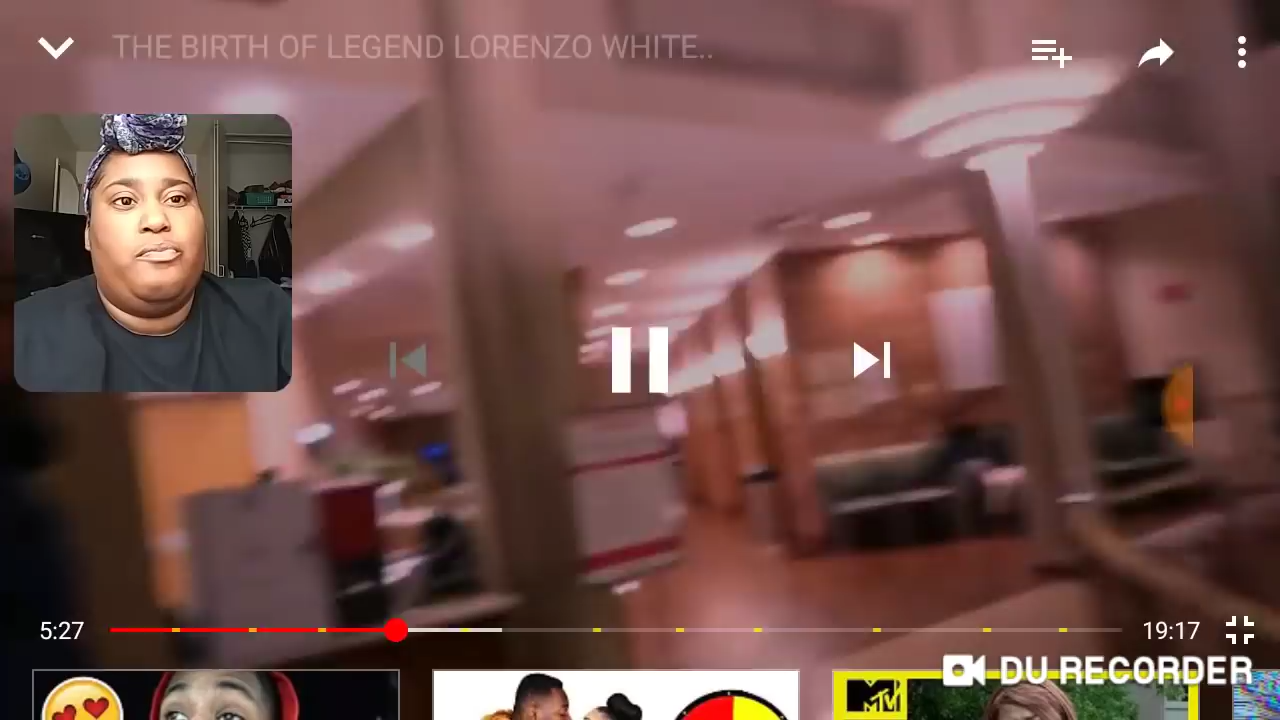 THE BIRTH OF LEGEND LORENZO WHITE..
5:27
19:17
DU RECORDER
MTV